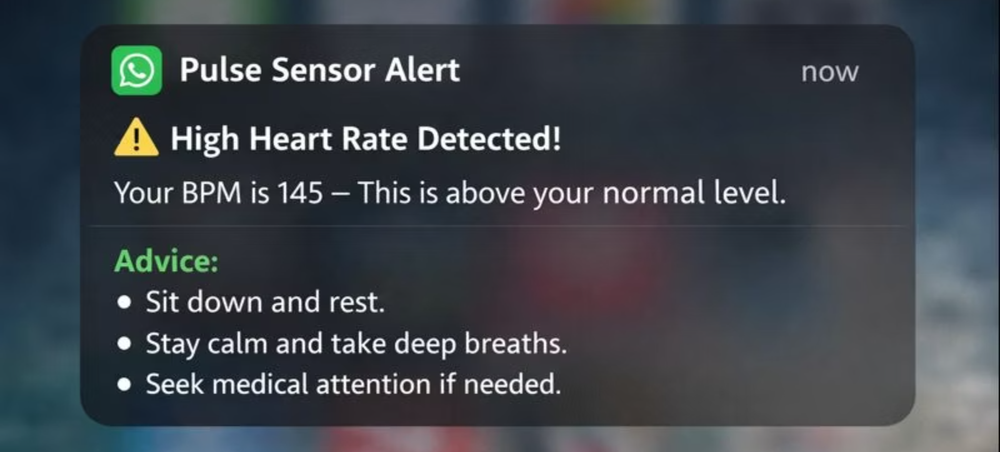 Pulse Sensor Alert now
⚠ High Heart Rate Detected!
Your BPM is 145 – This is above your normal level.
Advice:
• Sit down and rest.
• Stay calm and take deep breaths.
• Seek medical attention if needed.